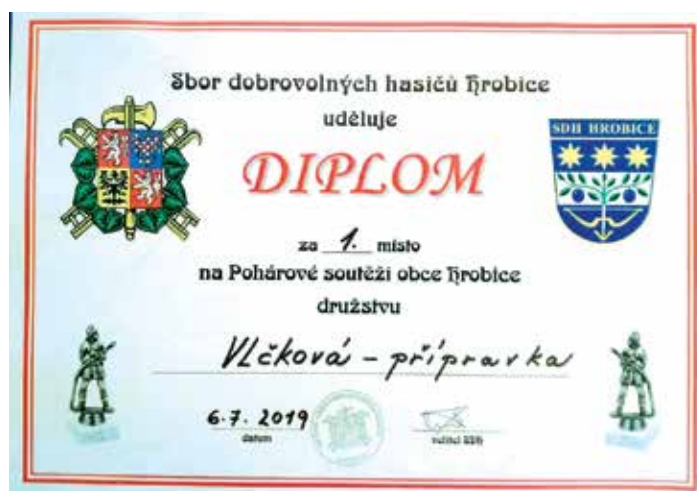 Sbor dobrovolných hasičů Hrobice
uděluje
SDH HROBICE
DIPLOM
za 1. místo
na Pohárové soutěži obce Hrobice
družstvu
Vlčková - přípravka
6.7. 2019
datum
velitel SDH